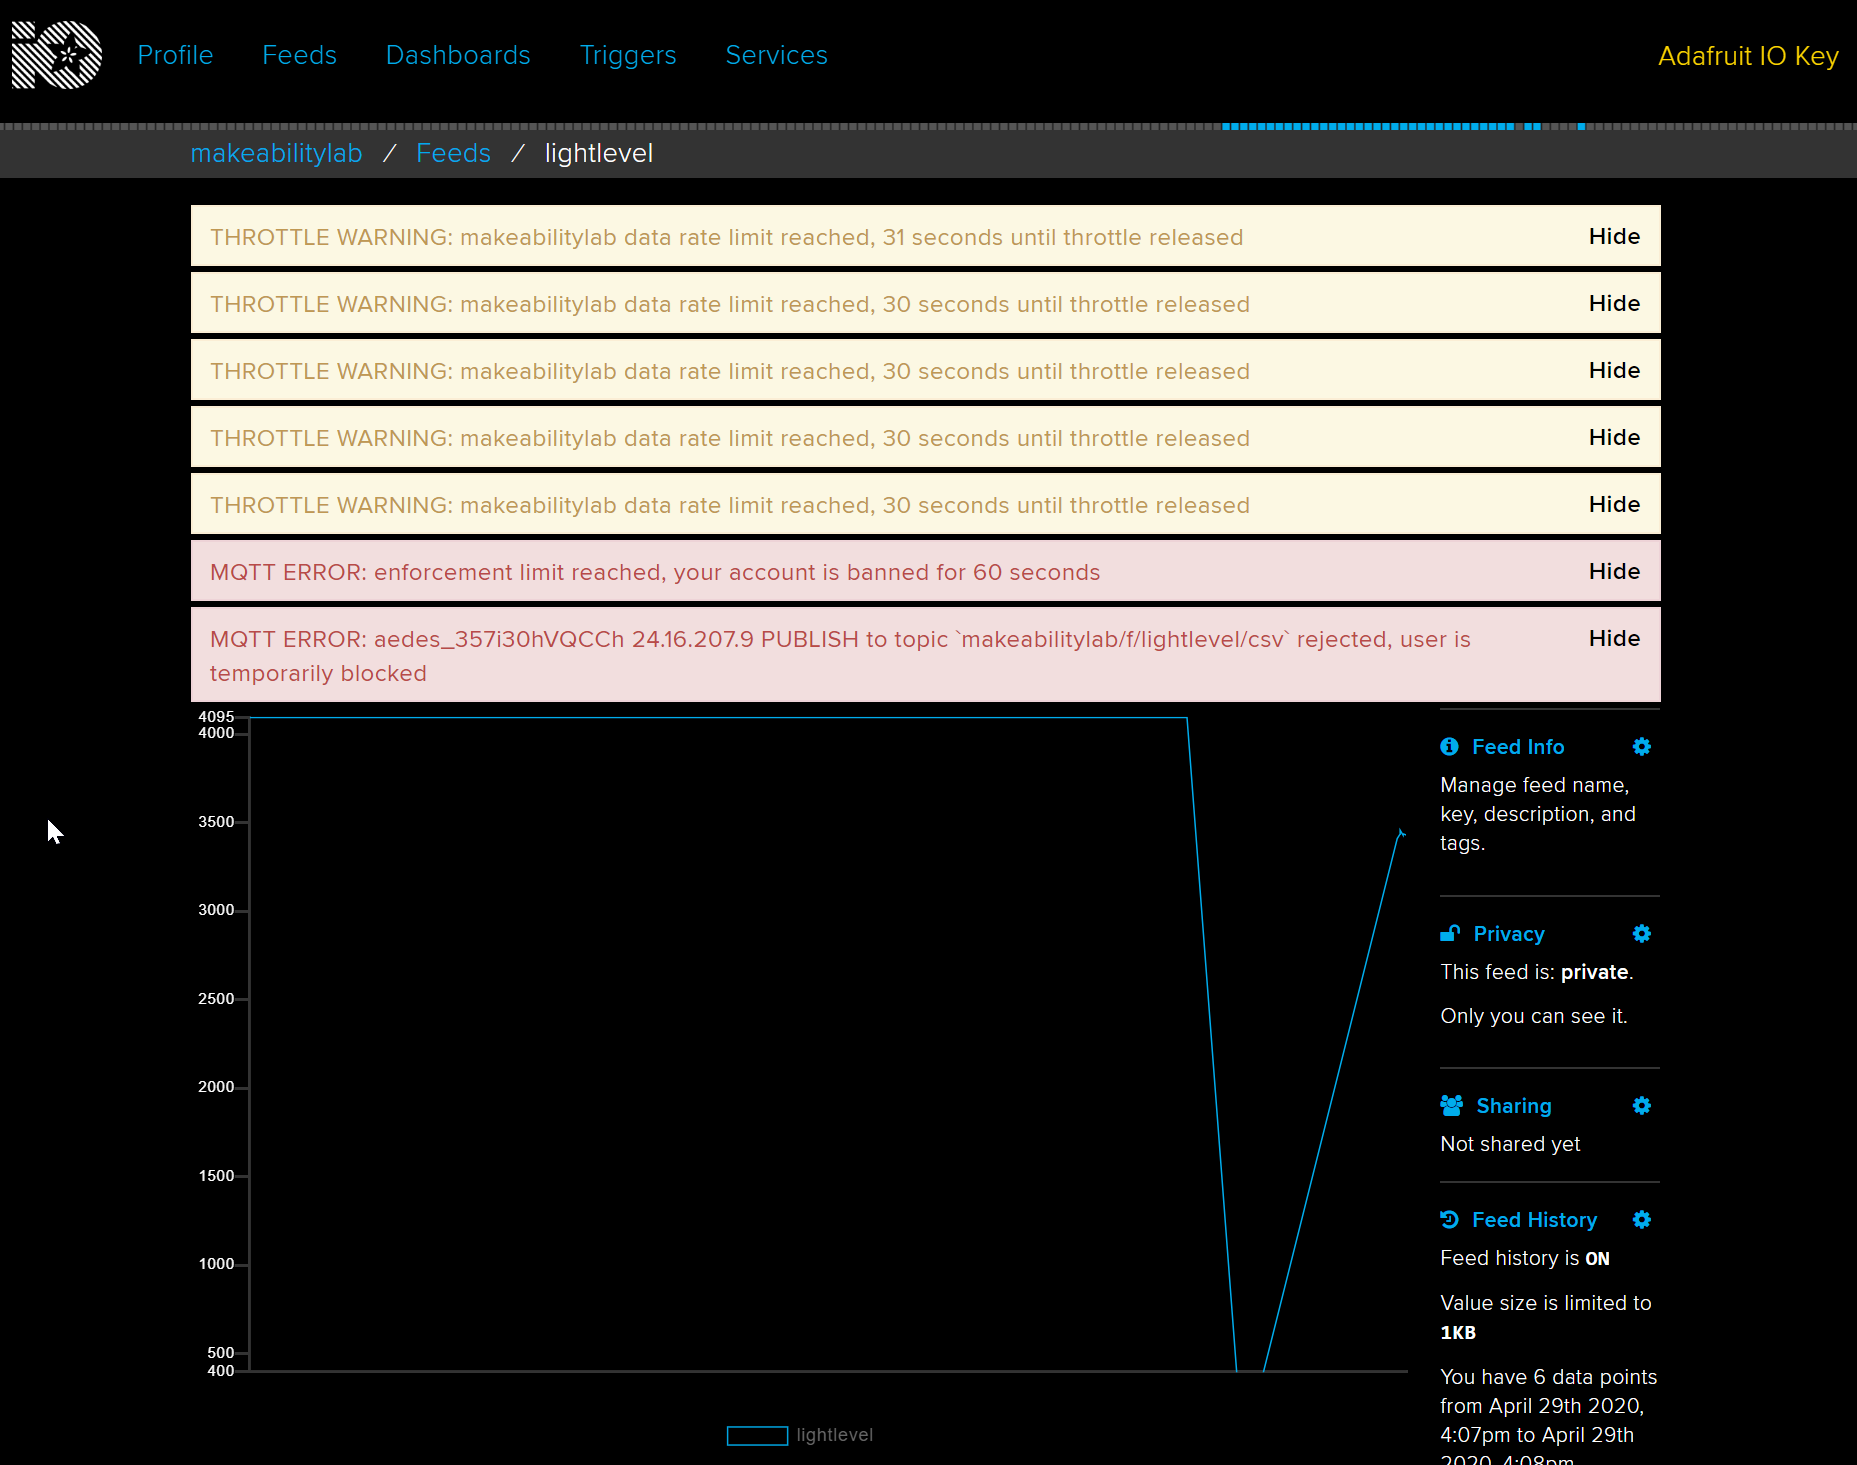 iO
Profile Feeds Dashboards Triggers Services Adafruit IO Key
makeabilitylab / Feeds / lightlevel
THROTTLE WARNING: makeabilitylab data rate limit reached, 31 seconds until throttle released Hide
THROTTLE WARNING: makeabilitylab data rate limit reached, 30 seconds until throttle released Hide
THROTTLE WARNING: makeabilitylab data rate limit reached, 30 seconds until throttle released Hide
THROTTLE WARNING: makeabilitylab data rate limit reached, 30 seconds until throttle released Hide
THROTTLE WARNING: makeabilitylab data rate limit reached, 30 seconds until throttle released Hide
MQTT ERROR: enforcement limit reached, your account is banned for 60 seconds Hide
MQTT ERROR: aedes_357i30hVQCCh 24.16.207.9 PUBLISH to topic `makeabilitylab/f/lightlevel/csv` rejected, user is Hide
temporarily blocked
4095
4000
3500
3000
2500
2000
1500
1000
500
400
lightlevel
Feed Info
Manage feed name,
key, description, and
tags.
Privacy
This feed is: private.
Only you can see it.
Sharing
Not shared yet
Feed History
Feed history is ON
Value size is limited to
1KB
You have 6 data points
from April 29th 2020,
4:07pm to April 29th
2020, 4:08pm